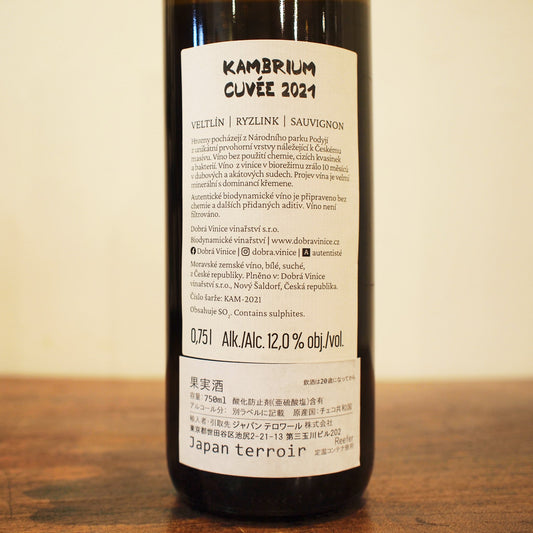 KAMBRIUM
CUVÉE 2021
VELTLÍN | RYZLINK | SAUVIGNON
Hrozny pocházejí z Národního parku Podyjí
z unikátní prvohorní vrstvy náležející k Českému
masívu. Víno bez použití chemie, cizích kvasinek
a bakterií. Víno z vinice v biorežimu zrálo 10 měsíců
v dubových a akátových sudech. Projev vína je velmi
minerální s dominancí křemene.
Autentické biodynamické víno je připraveno bez
chemie a dalších přidaných aditiv. Víno není
filtrováno.
Dobrá Vinice vinařství s.r.o.
Biodynamické vinařství | www.dobravinice.cz
Dobrá Vinice | dobra.vinice | A autentisté
Moravské zemské víno, bílé, suché,
z České republiky. Plněno v: Dobrá Vinice
vinařství s.r.o., Nový Šaldorf, Česká republika.
Číslo šarže: KAM-2021
Obsahuje SO2. Contains sulphites.
0,75l Alk./Alc. 12,0 % obj./vol.
果実酒 飲酒は20歳になってから
容量: 750ml 酸化防止剤(亜硫酸塩)含有
アルコール分: 別ラベルに記載 原産国:チェコ共和国
輸入者: 引取先 ジャパン テロワール 株式会社
東京都世田谷区池尻2-21-13 第三玉川ビル202
Japan terroir Reefer
定温コンテナ使用